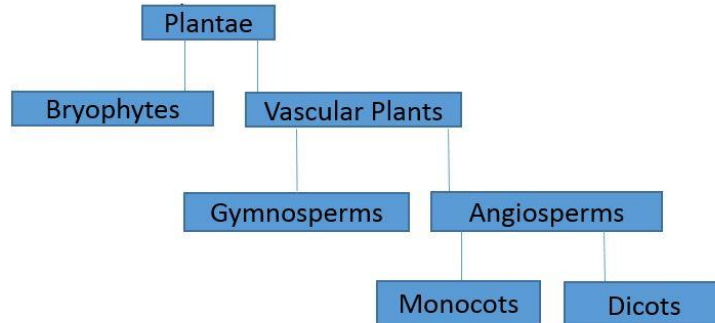 Plantae
Bryophytes
Vascular Plants
Gymnosperms
Angiosperms
Monocots
Dicots